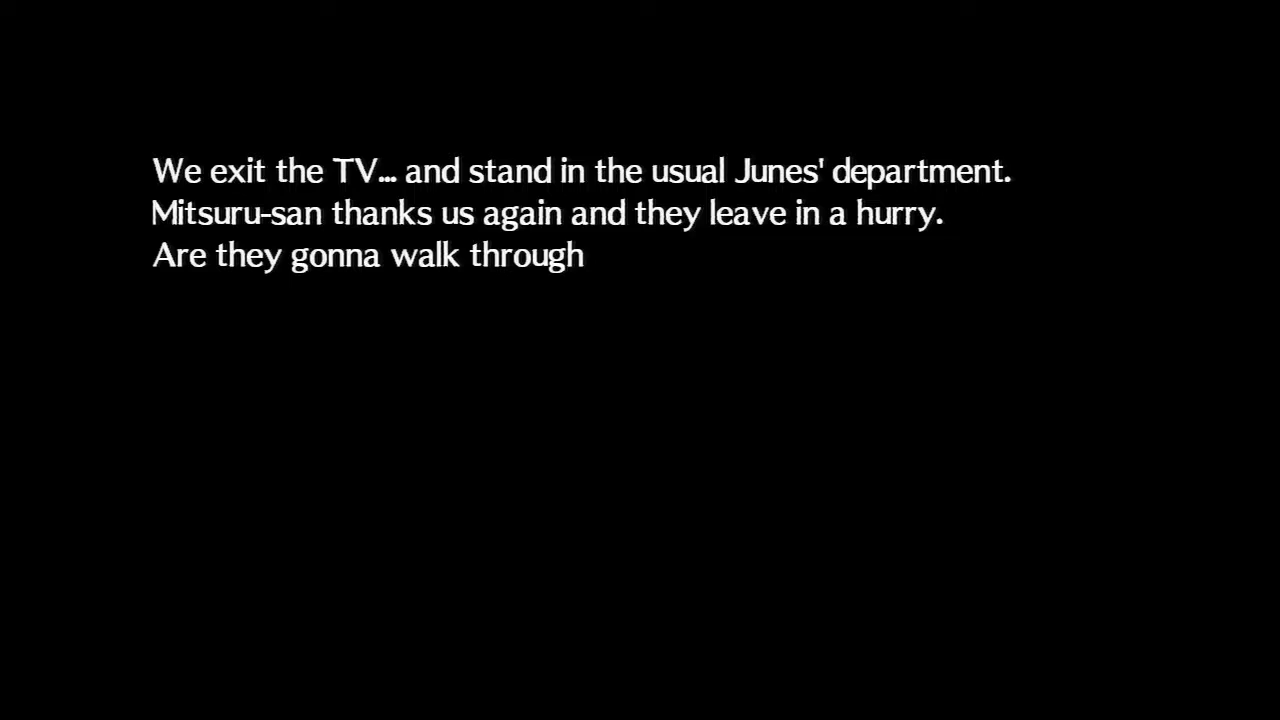 We exit the TV... and stand in the usual Junes' department.
Mitsuru-san thanks us again and they leave in a hurry.
Are they gonna walk through